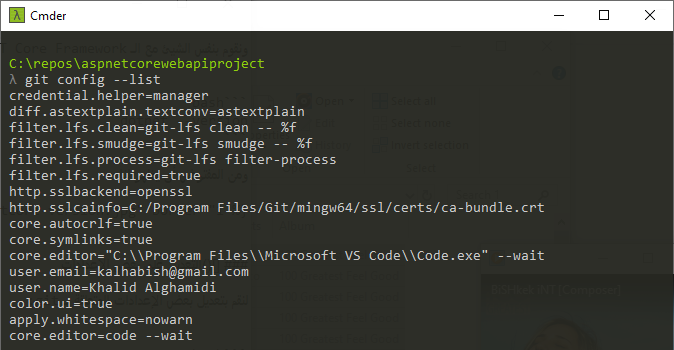 λ Cmder
C:\repos\aspnetcorewebapiproject
λ git config --list
credential.helper=manager
diff.astextplain.textconv=astextplain
filter.lfs.clean=git-lfs clean -- %f
filter.lfs.smudge=git-lfs smudge -- %f
filter.lfs.process=git-lfs filter-process
filter.lfs.required=true
http.sslbackend=openssl
http.sslcainfo=C:/Program Files/Git/mingw64/ssl/certs/ca-bundle.crt
core.autocrlf=true
core.symlinks=true
core.editor="C:\\Program Files\\Microsoft VS Code\\Code.exe" --wait
user.email=kalhabish@gmail.com
user.name=Khalid Alghamidi
color.ui=true
apply.whitespace=nowarn
core.editor=code --wait